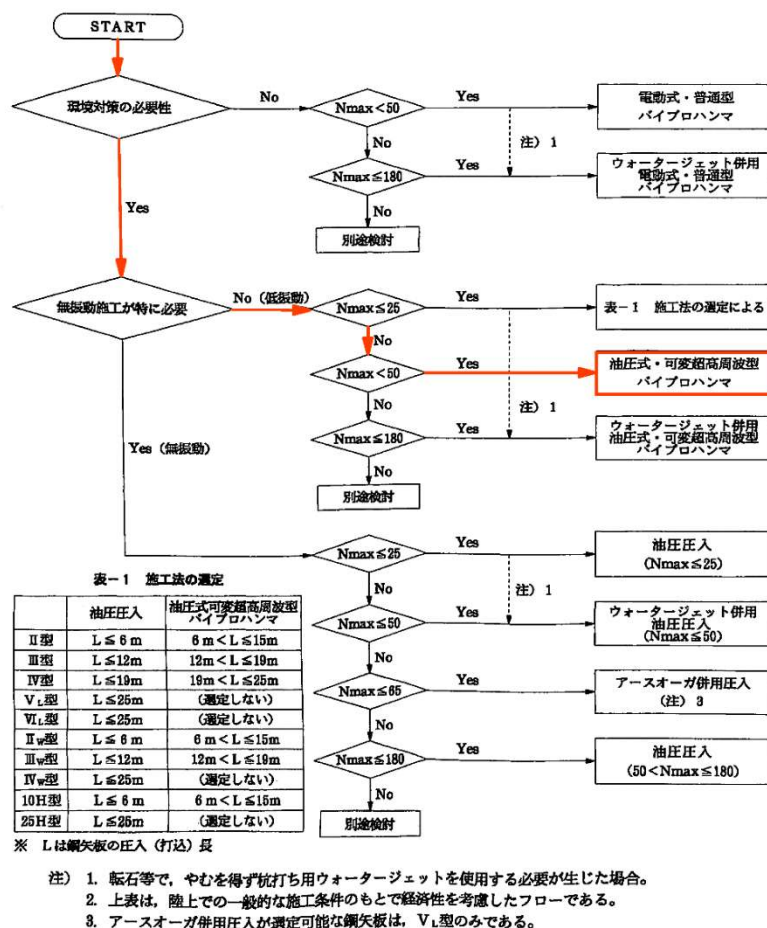 START
環境対策の必要性
No
Nmax<50
Yes
電動式・普通型
バイブロハンマ
No
注) 1
Nmax≦180
Yes
ウォータージェット併用
電動式・普通型
バイブロハンマ
No
別途検討
Yes
無振動施工が特に必要
No (低振動)
Nmax≦25
Yes
表-1 施工法の選定による
No
Nmax<50
Yes
油圧式・可変超高周波型
バイブロハンマ
No
注) 1
Nmax≦180
Yes
ウォータージェット併用
油圧式・可変超高周波型
バイブロハンマ
No
別途検討
Yes (無振動)
Nmax≦25
Yes
油圧圧入
(Nmax≦25)
No
注) 1
Nmax≦50
Yes
ウォータージェット併用
油圧圧入
(Nmax≦50)
No
Nmax≦65
Yes
アースオーガ併用圧入
(注) 3
No
Nmax≦180
Yes
油圧圧入
(50<Nmax≦180)
No
別途検討
表-1 施工法の選定
油圧圧入 油圧式可変超高周波型
バイブロハンマ
Ⅱ型 L≦6m 6m<L≦15m
Ⅲ型 L≦12m 12m<L≦19m
Ⅳ型 L≦19m 19m<L≦25m
ⅤL型 L≦25m (選定しない)
ⅥL型 L≦25m (選定しない)
Ⅱw型 L≦6m 6m<L≦15m
Ⅲw型 L≦12m 12m<L≦19m
Ⅳw型 L≦25m (選定しない)
10H型 L≦6m 6m<L≦15m
25H型 L≦25m (選定しない)
※ Lは鋼矢板の圧入(打込)長
注) 1. 転石等で,やむを得ず杭打ち用ウォータージェットを使用する必要が生じた場合。
2. 上表は,陸上での一般的な施工条件のもとで経済性を考慮したフローである。
3. アースオーガ併用圧入が選定可能な鋼矢板は,ⅤL型のみである。